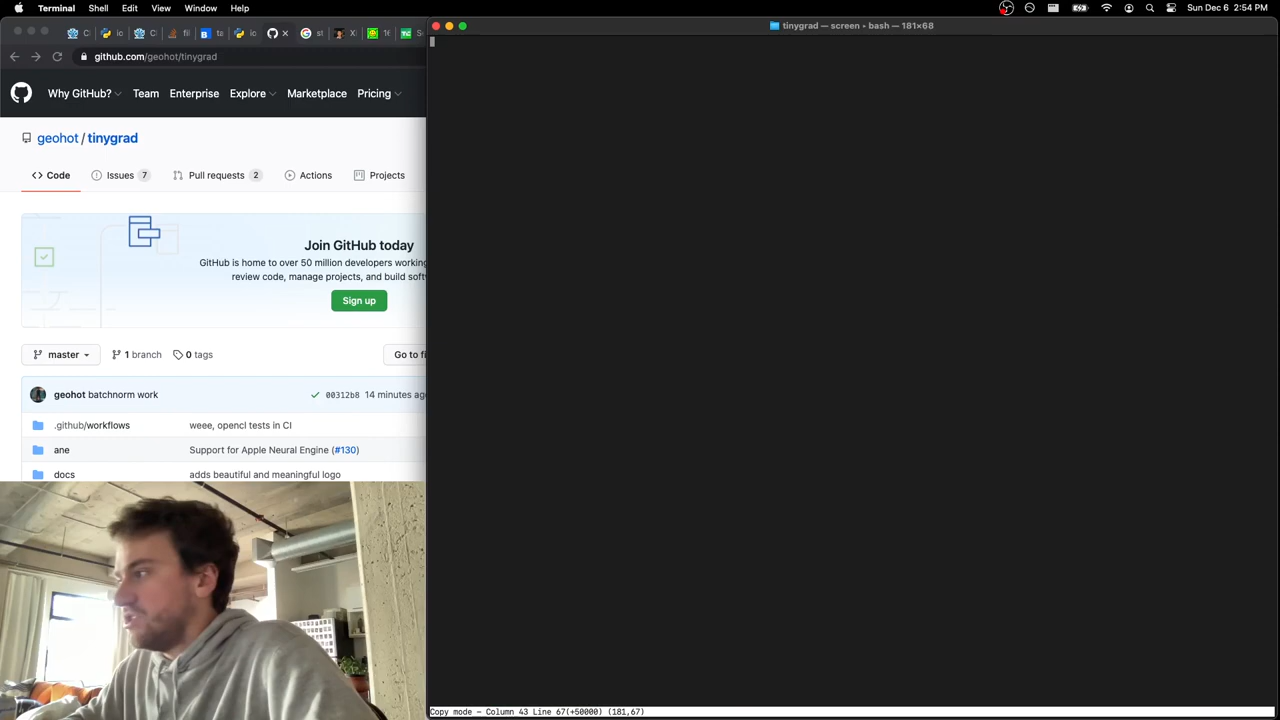 Terminal Shell Edit View Window Help
Sun Dec 6 2:54 PM
tinygrad — screen • bash — 181×68
github.com/geohot/tinygrad
Why GitHub? Team Enterprise Explore Marketplace Pricing
geohot / tinygrad
Code Issues 7 Pull requests 2 Actions Projects
Join GitHub today
GitHub is home to over 50 million developers working
review code, manage projects, and build
Sign up
master 1 branch 0 tags Go to
geohot batchnorm work 00312b8 14 minutes
.github/workflows weee, opencl tests in CI
ane Support for Apple Neural Engine (#130)
docs adds beautiful and meaningful logo
Copy mode - Column 43 Line 67(+50000) (181,67)